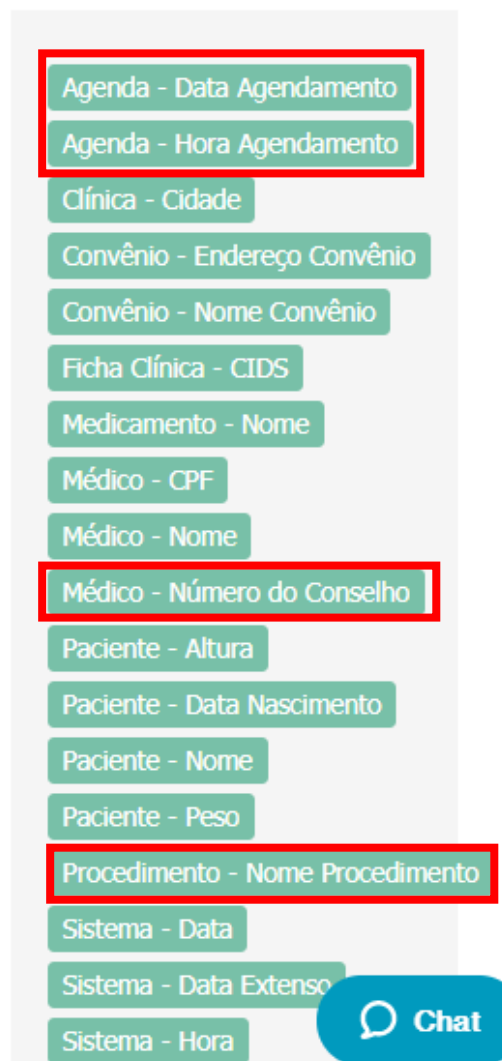 Agenda - Data Agendamento
Agenda - Hora Agendamento
Clínica - Cidade
Convênio - Endereço Convênio
Convênio - Nome Convênio
Ficha Clínica - CIDS
Medicamento - Nome
Médico - CPF
Médico - Nome
Médico - Número do Conselho
Paciente - Altura
Paciente - Data Nascimento
Paciente - Nome
Paciente - Peso
Procedimento - Nome Procedimento
Sistema - Data
Sistema - Data Extenso
Sistema - Hora
Chat